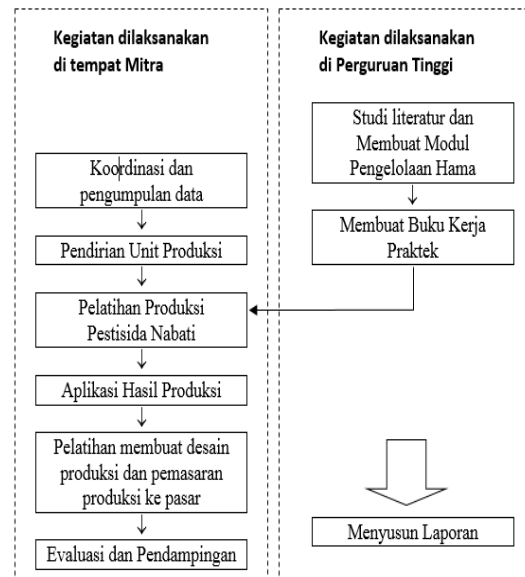 Kegiatan dilaksanakan
di tempat Mitra
Koordinasi dan
pengumpulan data
Pendirian Unit Produksi
Pelatihan Produksi
Pestisida Nabati
Aplikasi Hasil Produksi
Pelatihan membuat desain
produksi dan pemasaran
produksi ke pasar
Evaluasi dan Pendampingan
Kegiatan dilaksanakan
di Perguruan Tinggi
Studi literatur dan
Membuat Modul
Pengelolaan Hama
Membuat Buku Kerja
Praktek
Menyusun Laporan